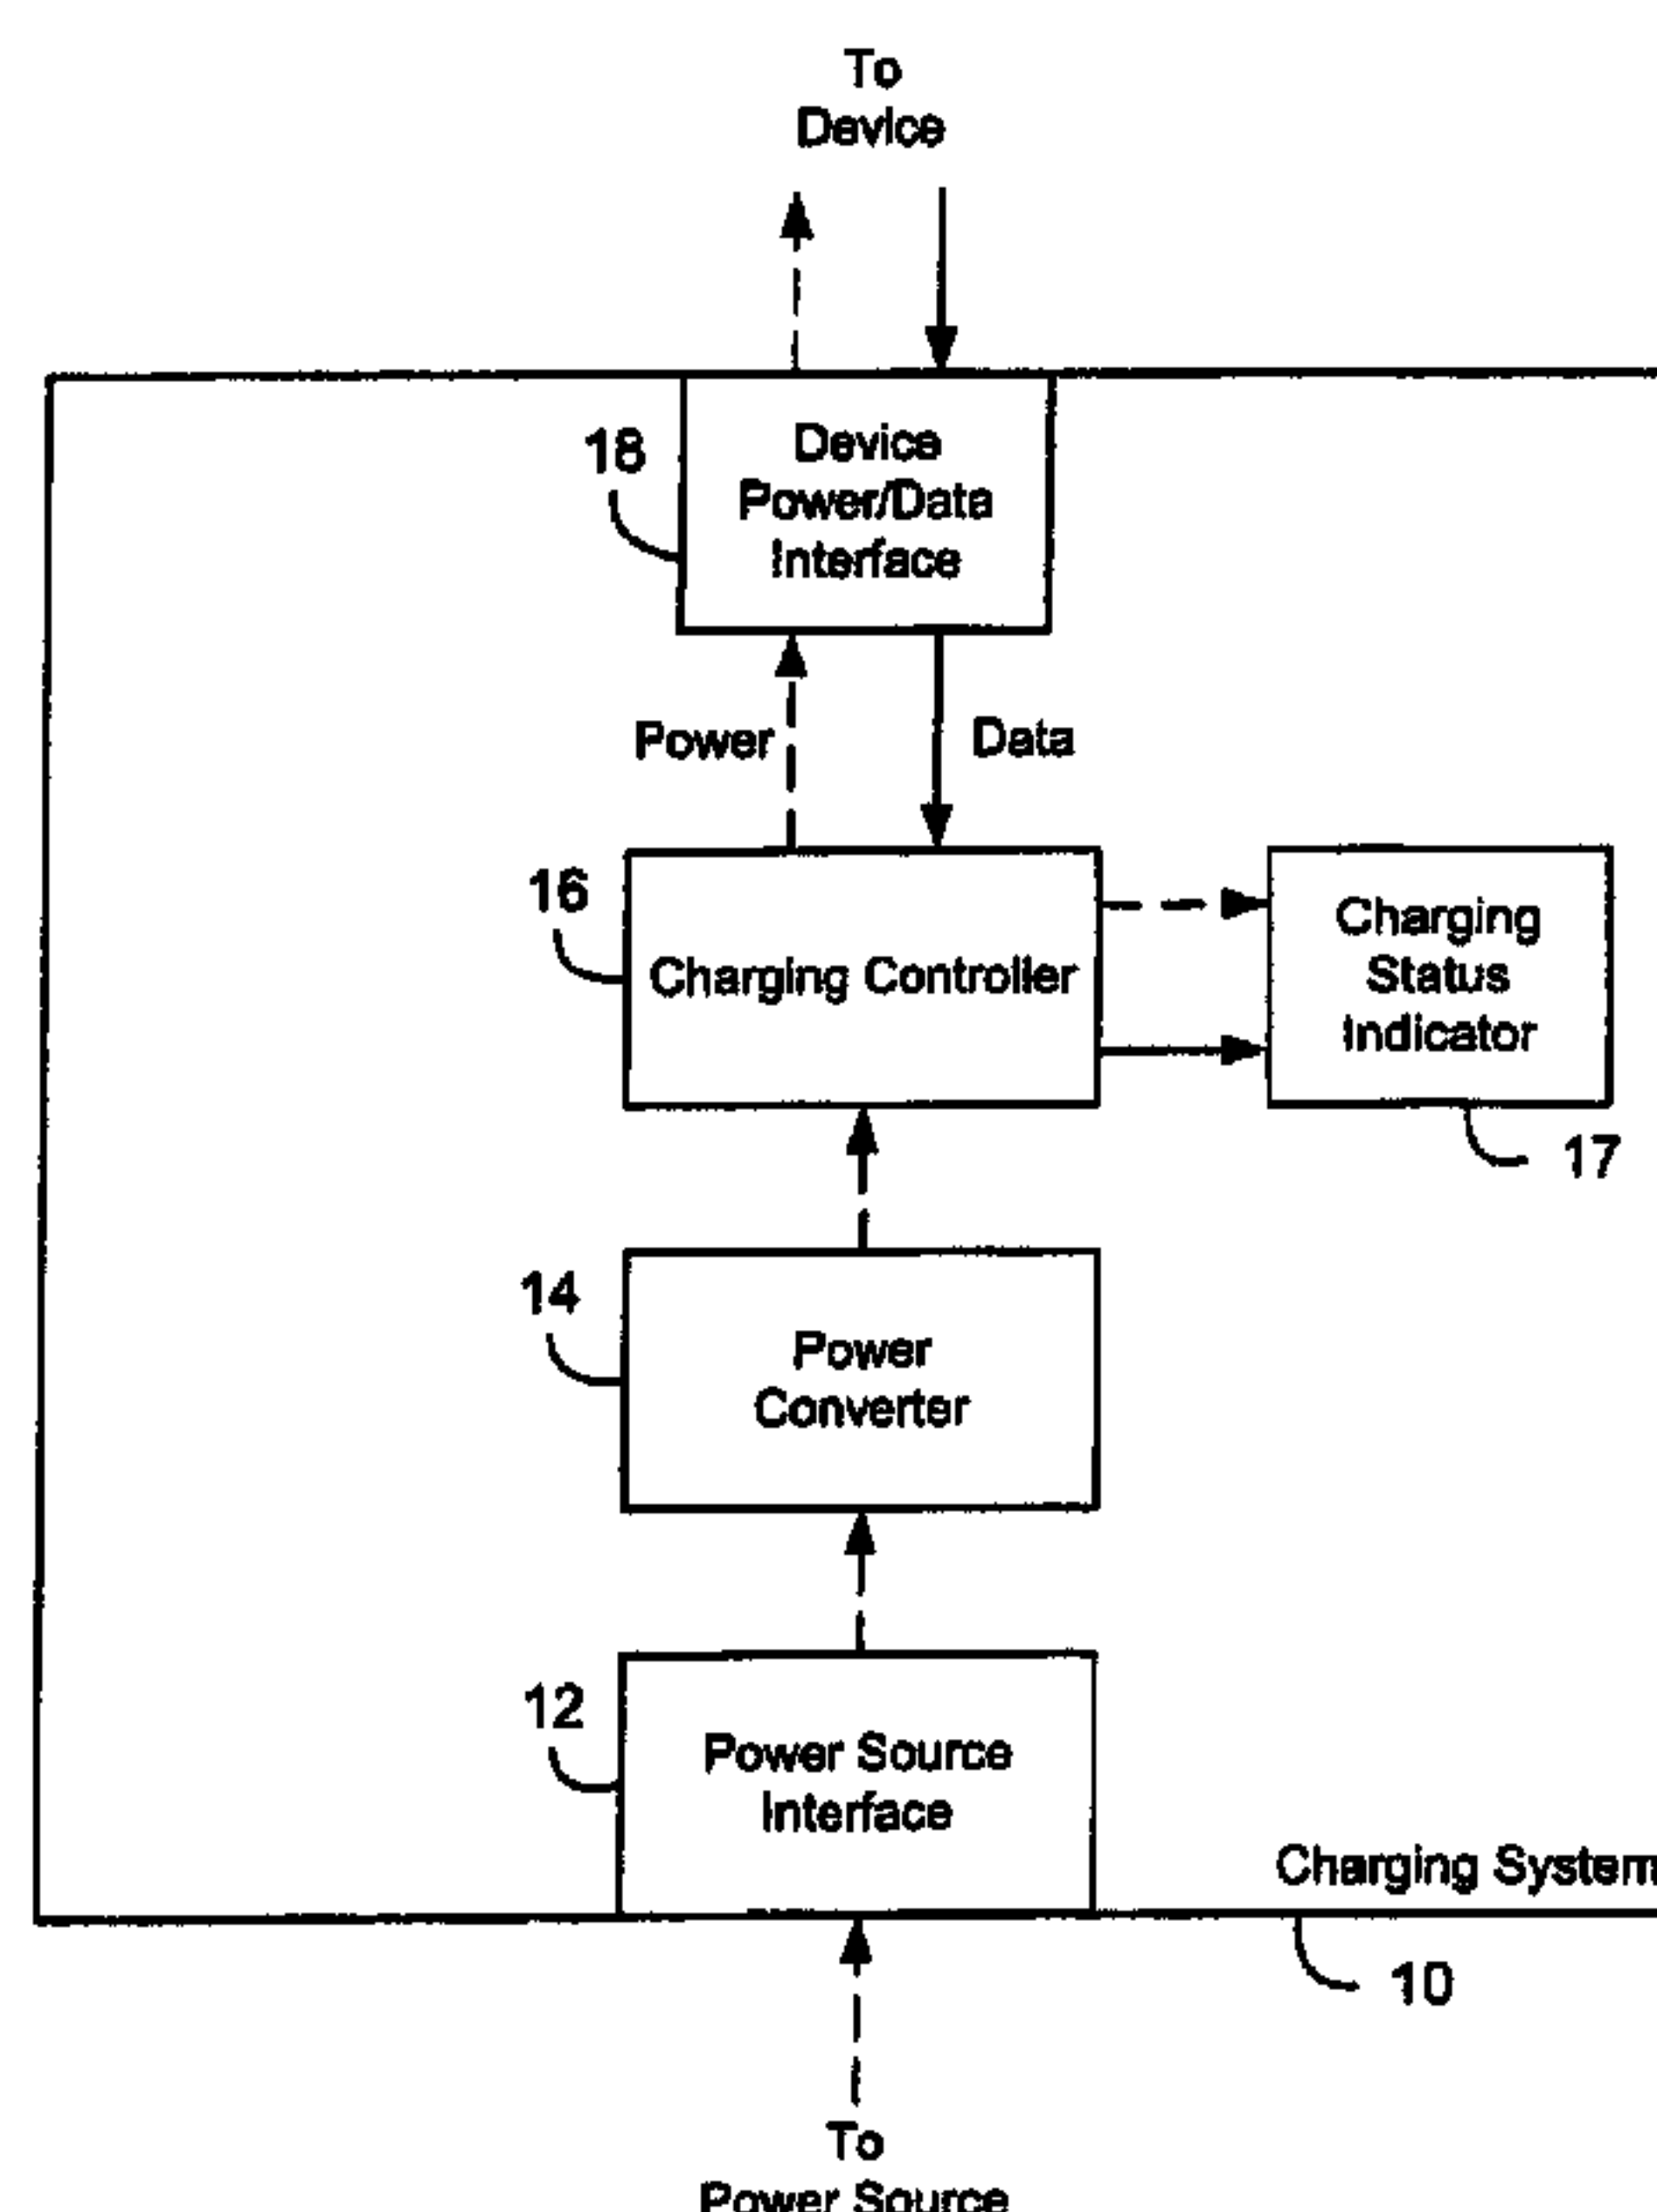 To
Device
18
Device
Power/Data
Interface
Power
Data
16
Charging Controller
Charging
Status
Indicator
17
14
Power
Converter
12
Power Source
Interface
Charging System
10
To
Power Source